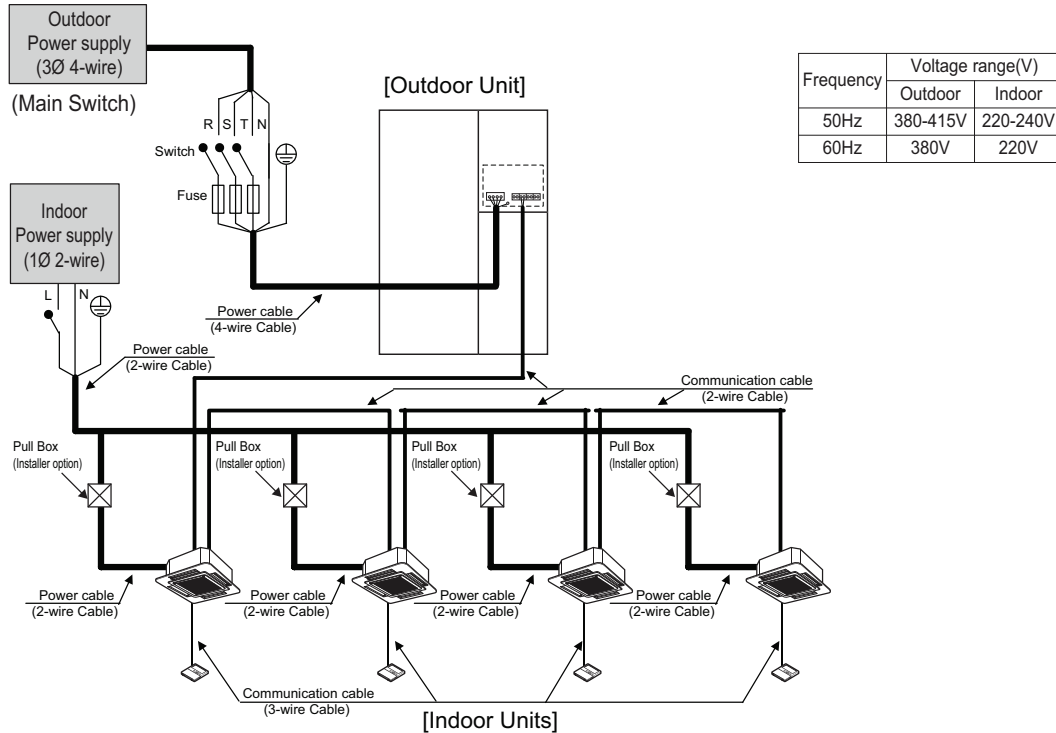 Outdoor
Power supply
(3Ø 4-wire)
(Main Switch)
R S T N
Switch
Fuse
[Outdoor Unit]
Frequency
Voltage range(V)
Outdoor Indoor
50Hz 380-415V 220-240V
60Hz 380V 220V
Indoor
Power supply
(1Ø 2-wire)
L N
Power cable
(4-wire Cable)
Power cable
(2-wire Cable)
Communication cable
(2-wire Cable)
Pull Box
(Installer option)
Pull Box
(Installer option)
Pull Box
(Installer option)
Pull Box
(Installer option)
Power cable
(2-wire Cable)
Power cable
(2-wire Cable)
Power cable
(2-wire Cable)
Power cable
(2-wire Cable)
Communication cable
(3-wire Cable)
[Indoor Units]